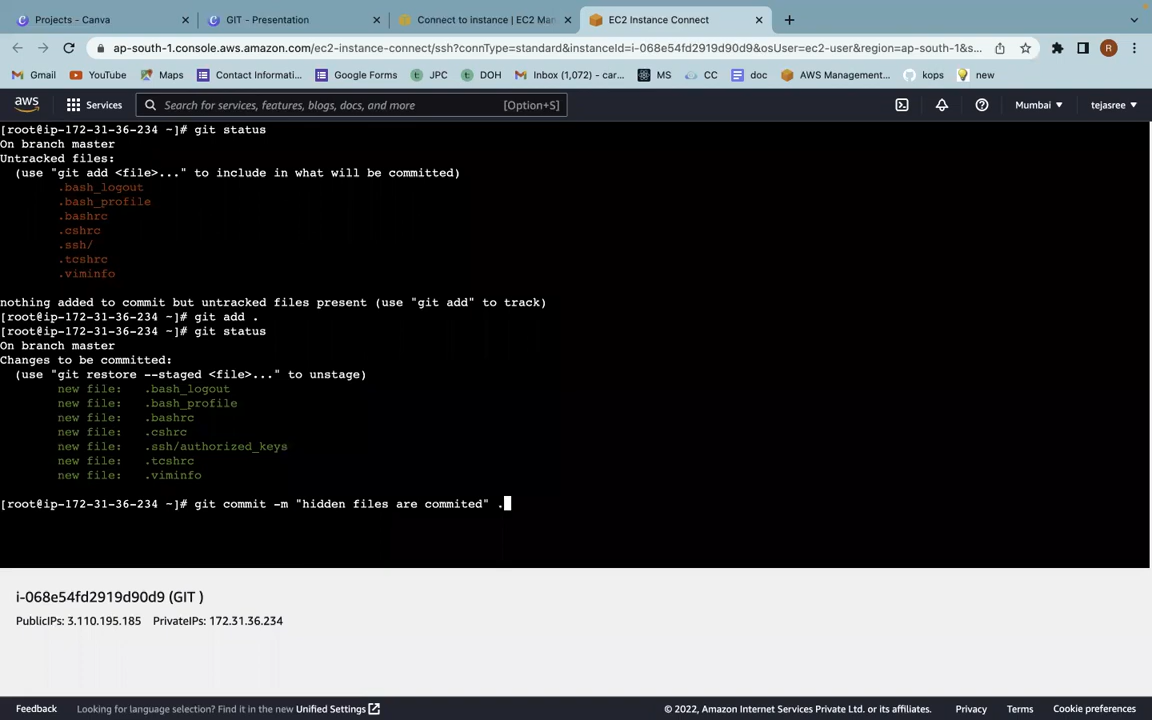 Projects - Canva
GIT - Presentation
Connect to instance | EC2 Man
EC2 Instance Connect
ap-south-1.console.aws.amazon.com/ec2-instance-connect/ssh?connType=standard&instanceId=i-068e54fd2919d90d9&osUser=ec2-user&region=ap-south-1&s...
R
Gmail YouTube Maps Contact Informati... Google Forms JPC DOH Inbox (1,072) - car... MS CC doc AWS Management... kops new
aws Services Search for services, features, blogs, docs, and more [Option+S] Mumbai tejasree
[root@ip-172-31-36-234 ~]# git status
On branch master
Untracked files:
(use "git add <file>..." to include in what will be committed)
.bash_logout
.bash_profile
.bashrc
.cshrc
.ssh/
.tcshrc
.viminfo
nothing added to commit but untracked files present (use "git add" to track)
[root@ip-172-31-36-234 ~]# git add .
[root@ip-172-31-36-234 ~]# git status
On branch master
Changes to be committed:
(use "git restore --staged <file>..." to unstage)
new file: .bash_logout
new file: .bash_profile
new file: .bashrc
new file: .cshrc
new file: .ssh/authorized_keys
new file: .tcshrc
new file: .viminfo
[root@ip-172-31-36-234 ~]# git commit -m "hidden files are commited" .
i-068e54fd2919d90d9 (GIT )
PublicIPs: 3.110.195.185 PrivateIPs: 172.31.36.234
Feedback Looking for language selection? Find it in the new Unified Settings © 2022, Amazon Internet Services Private Ltd. or its affiliates. Privacy Terms Cookie preferences